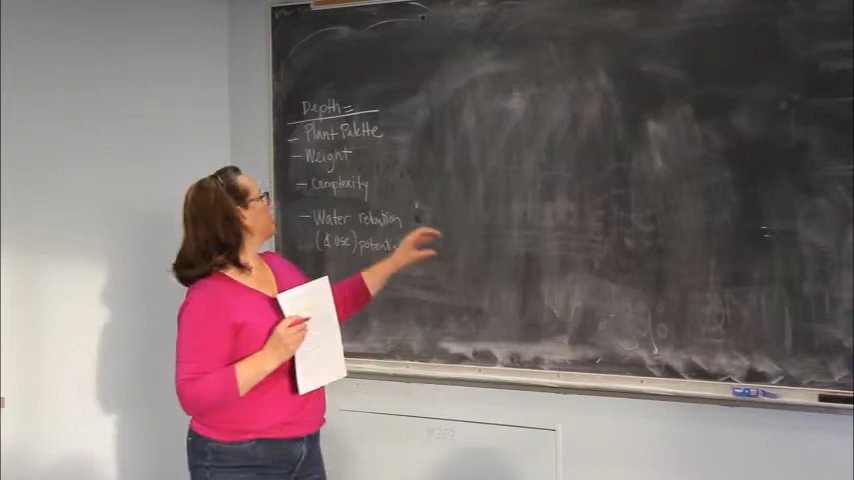 Depth =
- Plant Palette
- Weight
- Complexity
- Water retention
(& use) potential